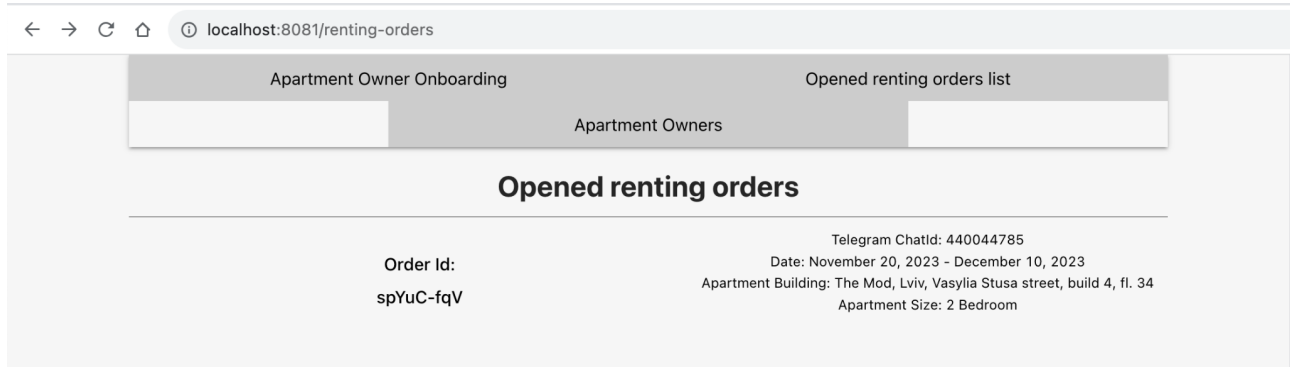 localhost:8081/renting-orders
Apartment Owner Onboarding
Opened renting orders list
Apartment Owners
Opened renting orders
Order Id:
spYuC-fqV
Telegram ChatId: 440044785
Date: November 20, 2023 - December 10, 2023
Apartment Building: The Mod, Lviv, Vasylia Stusa street, build 4, fl. 34
Apartment Size: 2 Bedroom